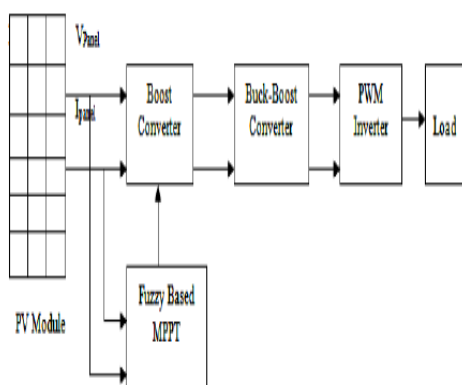 VPanel
Ipanel
Boost
Converter
Buck-Boost
Converter
PWM
Inverter
Load
Fuzzy Based
MPPT
PV Module